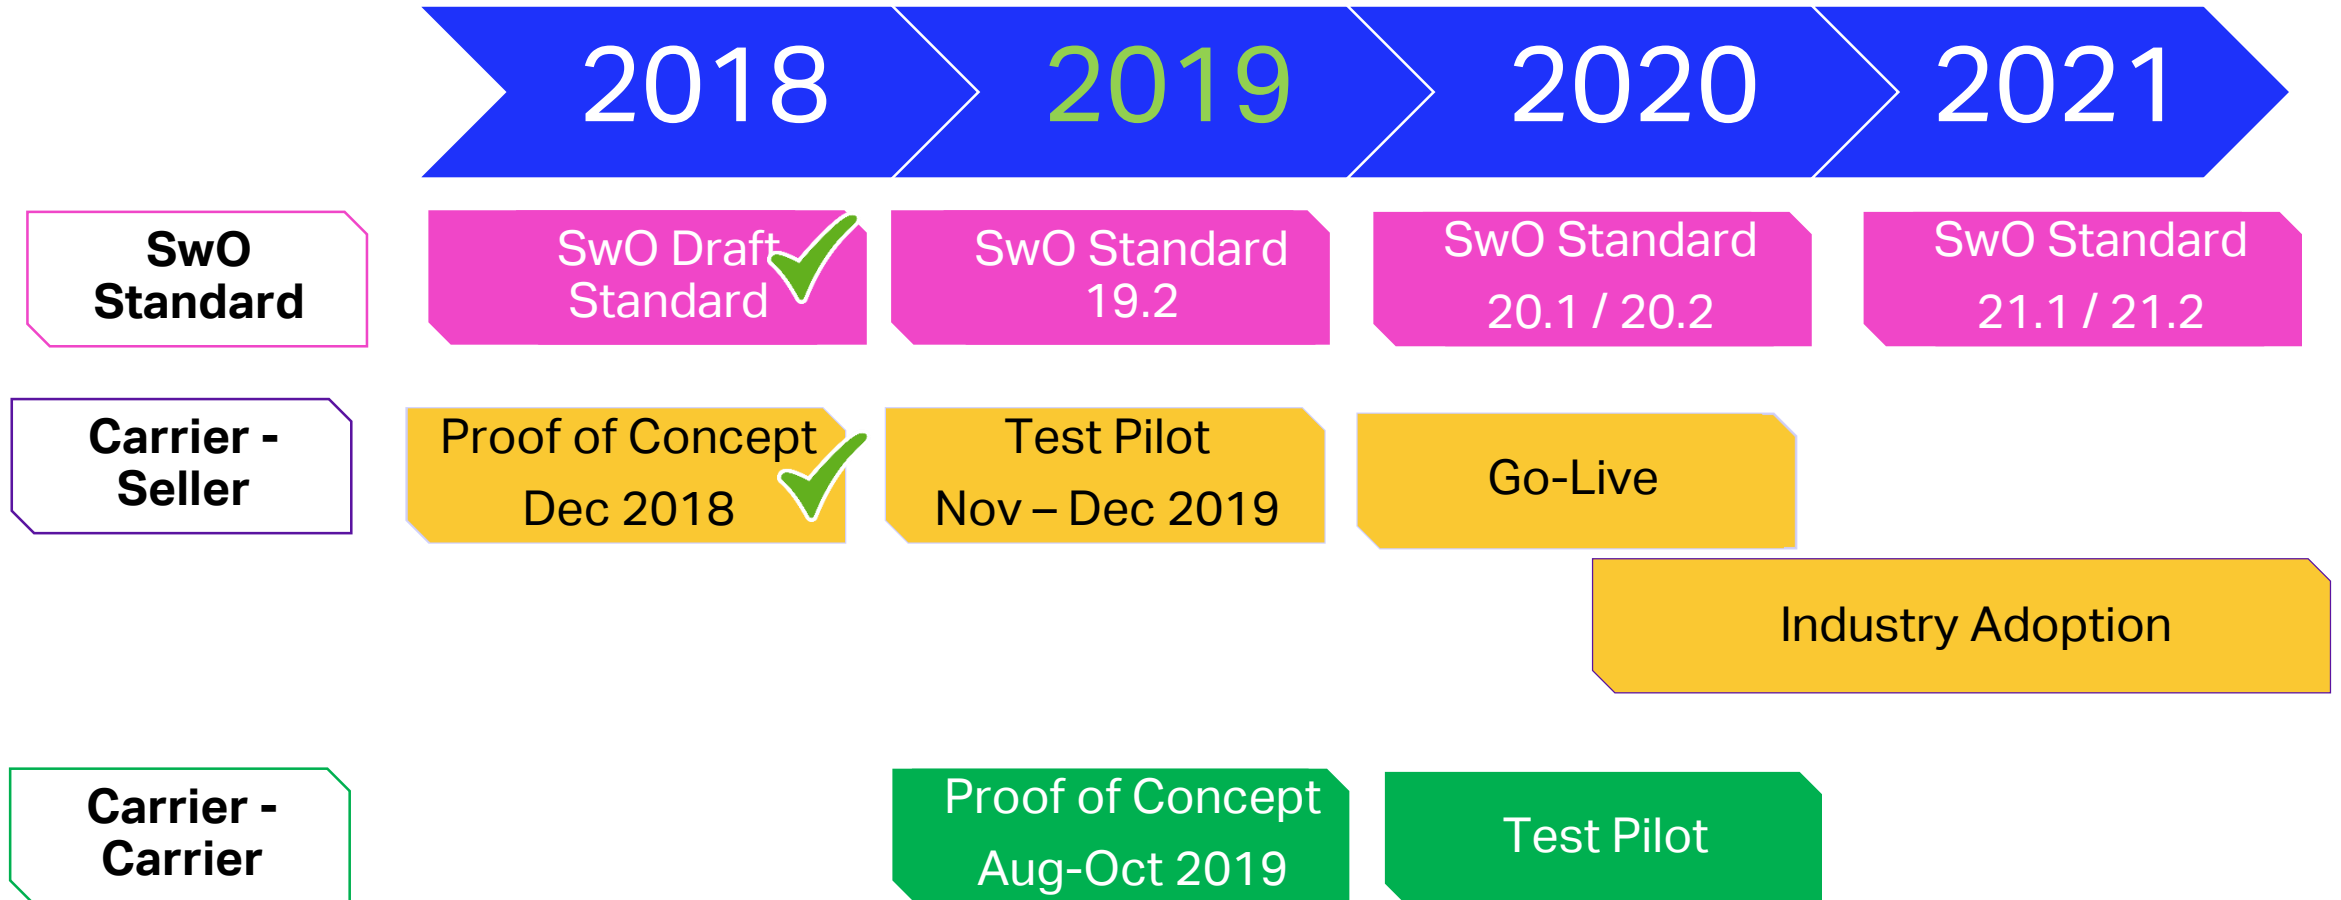 2018
2019
2020
2021
SwO
Standard
SwO Draft
Standard
SwO Standard
19.2
SwO Standard
20.1 / 20.2
SwO Standard
21.1 / 21.2
Carrier -
Seller
Proof of Concept
Dec 2018
Test Pilot
Nov – Dec 2019
Go-Live
Industry Adoption
Carrier -
Carrier
Proof of Concept
Aug-Oct 2019
Test Pilot